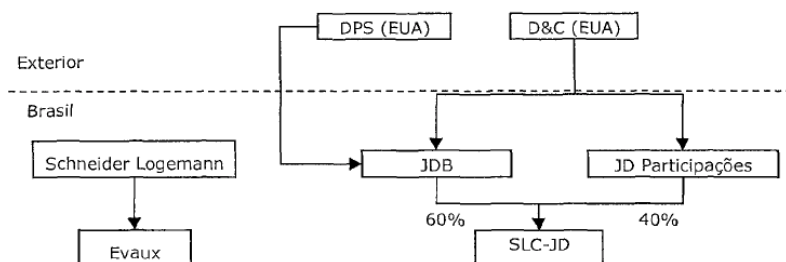 DPS (EUA) D&C (EUA)
Exterior
Brasil
Schneider Logemann JDB JD Participações
60% 40%
Evaux SLC-JD